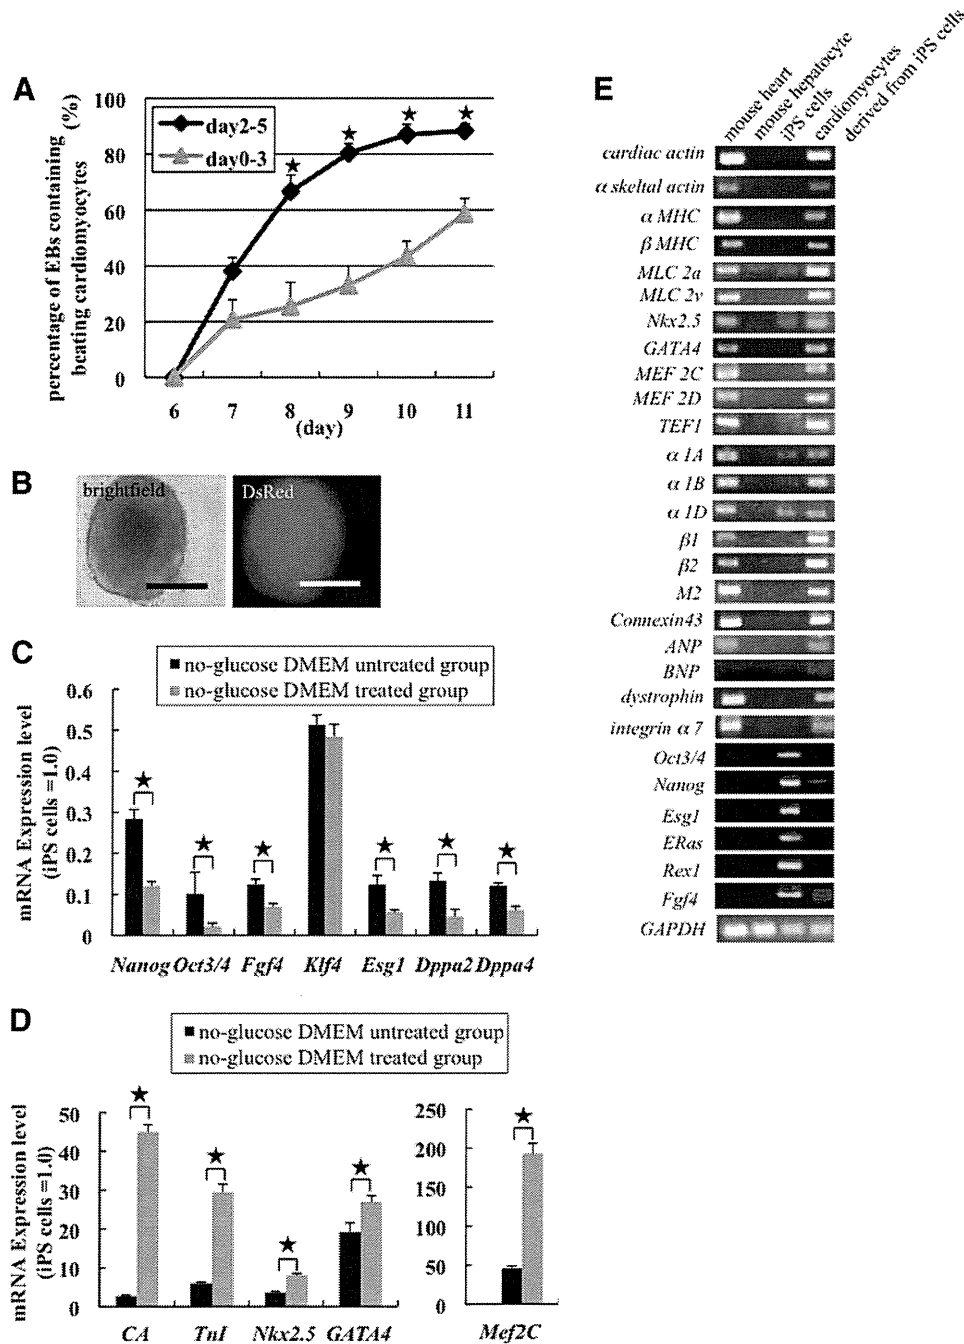 A
percentage of EBs containing
beating cardiomyocytes (%)
100
80
60
40
20
0
day2-5
day0-3
6 7 8 9 10 11
(day)
B
brightfield
DsRed
C
no-glucose DMEM untreated group
no-glucose DMEM treated group
mRNA Expression level
(iPS cells =1.0)
0.6
0.5
0.4
0.3
0.2
0.1
0
Nanog Oct3/4 Fgf4 Klf4 Esg1 Dppa2 Dppa4
D
no-glucose DMEM untreated group
no-glucose DMEM treated group
mRNA Expression level
(iPS cells =1.0)
50
40
30
20
10
0
CA TnI Nkx2.5 GATA4
250
200
150
100
50
0
Mef2C
E
mouse heart
mouse hepatocyte
iPS cells
cardiomyocytes
derived from iPS cells
cardiac actin
α skeltal actin
α MHC
β MHC
MLC 2a
MLC 2v
Nkx2.5
GATA4
MEF 2C
MEF 2D
TEF1
α 1A
α 1B
α 1D
β1
β2
M2
Connexin43
ANP
BNP
dystrophin
integrin α 7
Oct3/4
Nanog
Esg1
ERas
Rex1
Fgf4
GAPDH